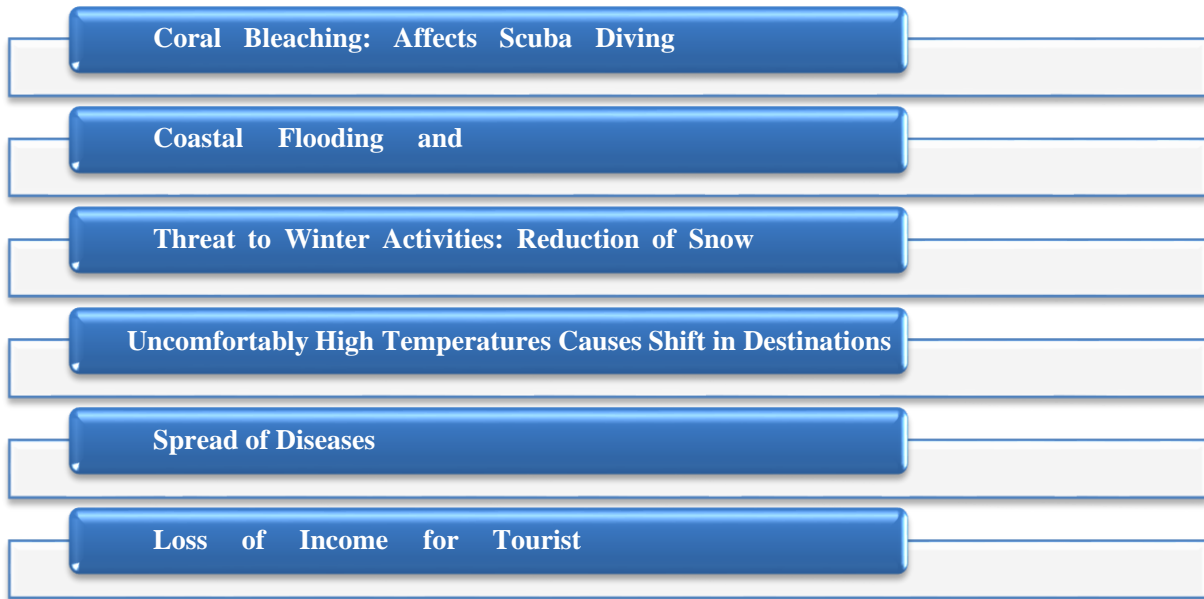 Coral Bleaching: Affects Scuba Diving
Coastal Flooding and
Threat to Winter Activities: Reduction of Snow
Uncomfortably High Temperatures Causes Shift in Destinations
Spread of Diseases
Loss of Income for Tourist